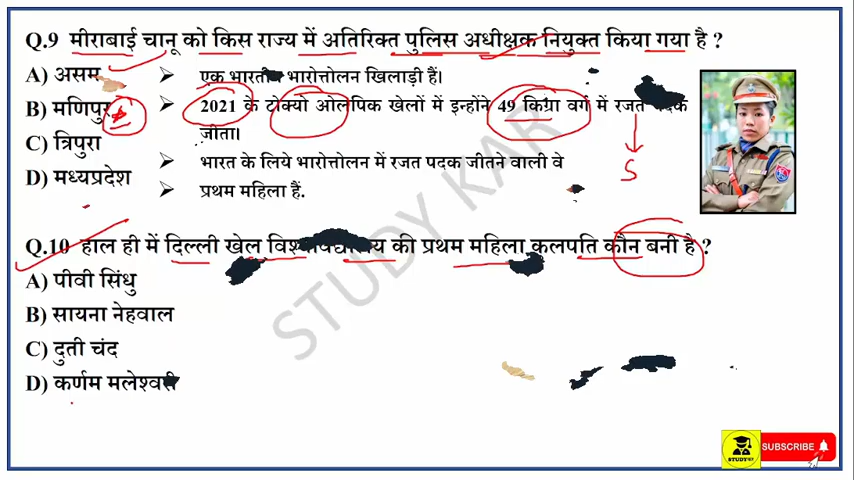 Q.9 मीराबाई चानू को किस राज्य में अतिरिक्त पुलिस अधीक्षक नियुक्त किया गया है ?
A) असम
एक भारतीय भारोत्तोलन खिलाड़ी हैं।
B) मणिपुर
2021 के टोक्यो ओलंपिक खेलों में इन्होंने 49 किग्रा वर्ग में रजत पदक
जीता।
C) त्रिपुरा
भारत के लिये भारोत्तोलन में रजत पदक जीतने वाली वे
D) मध्यप्रदेश
प्रथम महिला हैं.
S
Q.10 हाल ही में दिल्ली खेल की प्रथम महिला कुलपति कौन बनी है ?
A) पीवी सिंधु
B) सायना नेहवाल
C) दुती चंद
D) कर्णम मलेश्वरी
STUDY KAR
SUBSCRIBE